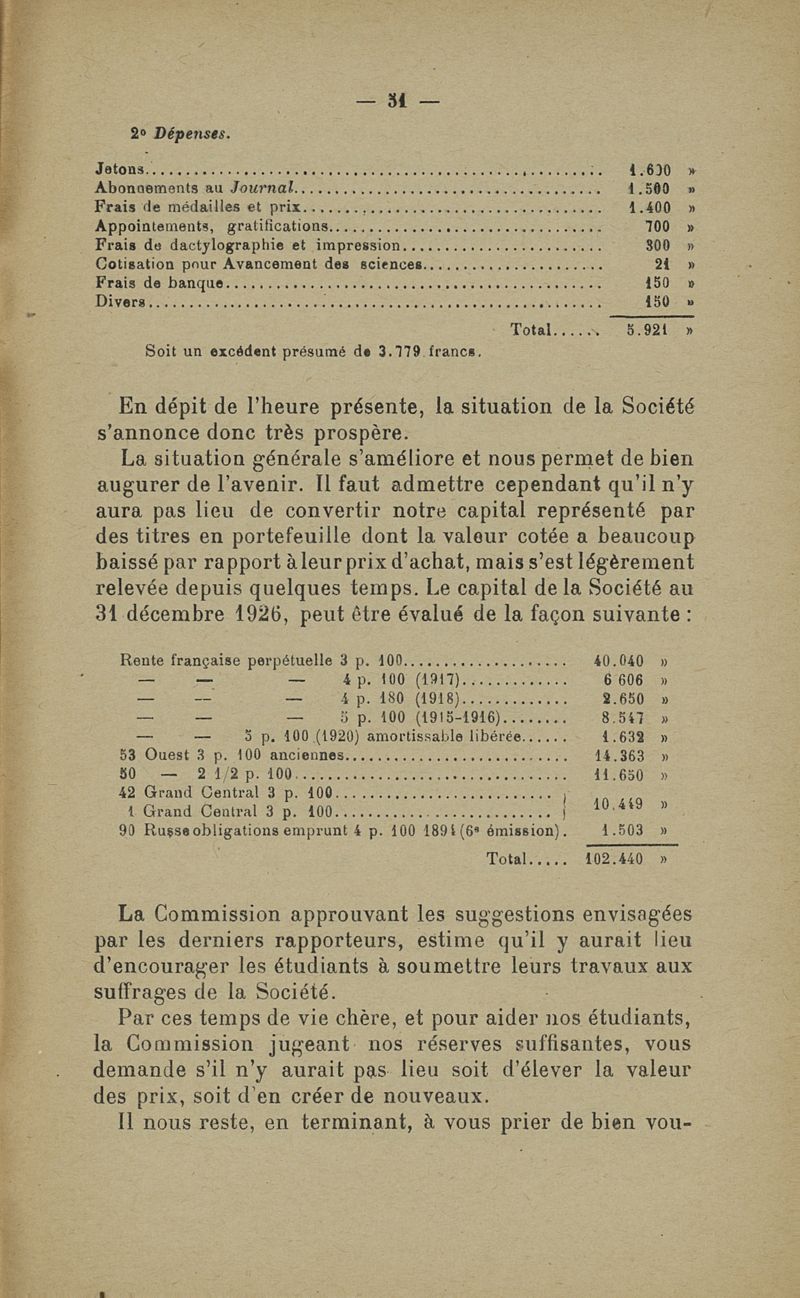 — 31 —
2° Dépenses.
Jetons.......... 1.600 »
Abonnements au Journal.......... 1.500 »
Frais de médailles et prix.......... 1.400 »
Appointements, gratifications.......... 700 »
Frais de dactylographie et impression.......... 300 »
Cotisation pour Avancement des sciences.......... 21 »
Frais de banque.......... 150 »
Divers.......... 150 »
Total...... 5.921 »
Soit un excédent présumé de 3.779 francs.
En dépit de l'heure présente, la situation de la Société
s'annonce donc très prospère.
La situation générale s'améliore et nous permet de bien
augurer de l'avenir. Il faut admettre cependant qu'il n'y
aura pas lieu de convertir notre capital représenté par
des titres en portefeuille dont la valeur cotée a beaucoup
baissé par rapport à leur prix d'achat, mais s'est légèrement
relevée depuis quelques temps. Le capital de la Société au
31 décembre 1926, peut être évalué de la façon suivante :
Rente française perpétuelle 3 p. 100.......... 40.040 »
— — — 4 p. 100 (1917).......... 6 606 »
— — — 4 p. 180 (1918).......... 2.650 »
— — — 5 p. 100 (1915-1916)........ 8.547 »
— — 5 p. 100 (1920) amortissable libérée...... 1.632 »
53 Ouest 3 p. 100 anciennes.......... 14.363 »
50 — 2 1/2 p. 100.......... 11.650 »
42 Grand Central 3 p. 100..........
1 Grand Central 3 p. 100.......... } 10.449 »
90 Russe obligations emprunt 4 p. 100 1894 (6e émission). 1.503 »
Total..... 102.440 »
La Commission approuvant les suggestions envisagées
par les derniers rapporteurs, estime qu'il y aurait lieu
d'encourager les étudiants à soumettre leurs travaux aux
suffrages de la Société.
Par ces temps de vie chère, et pour aider nos étudiants,
la Commission jugeant nos réserves suffisantes, vous
demande s'il n'y aurait pas lieu soit d'élever la valeur
des prix, soit d'en créer de nouveaux.
Il nous reste, en terminant, à vous prier de bien vou-